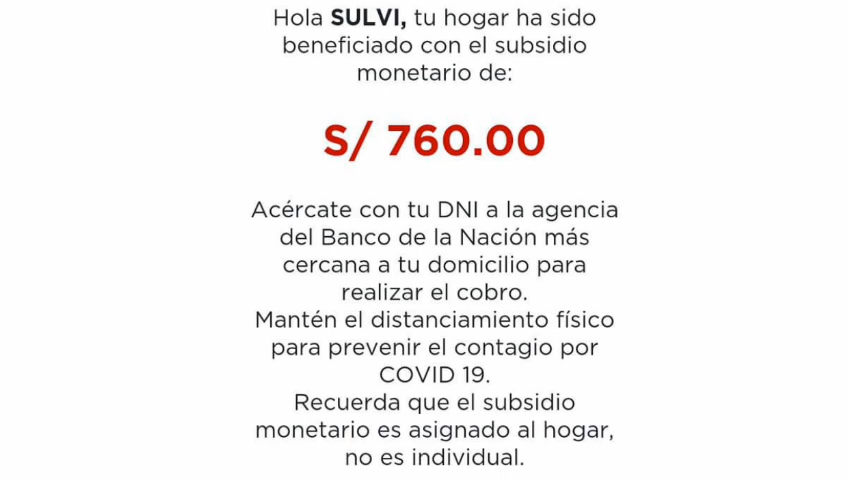 Hola SULVI, tu hogar ha sido
beneficiado con el subsidio
monetario de:
S/ 760.00
Acércate con tu DNI a la agencia
del Banco de la Nación más
cercana a tu domicilio para
realizar el cobro.
Mantén el distanciamiento físico
para prevenir el contagio por
COVID 19.
Recuerda que el subsidio
monetario es asignado al hogar,
no es individual.